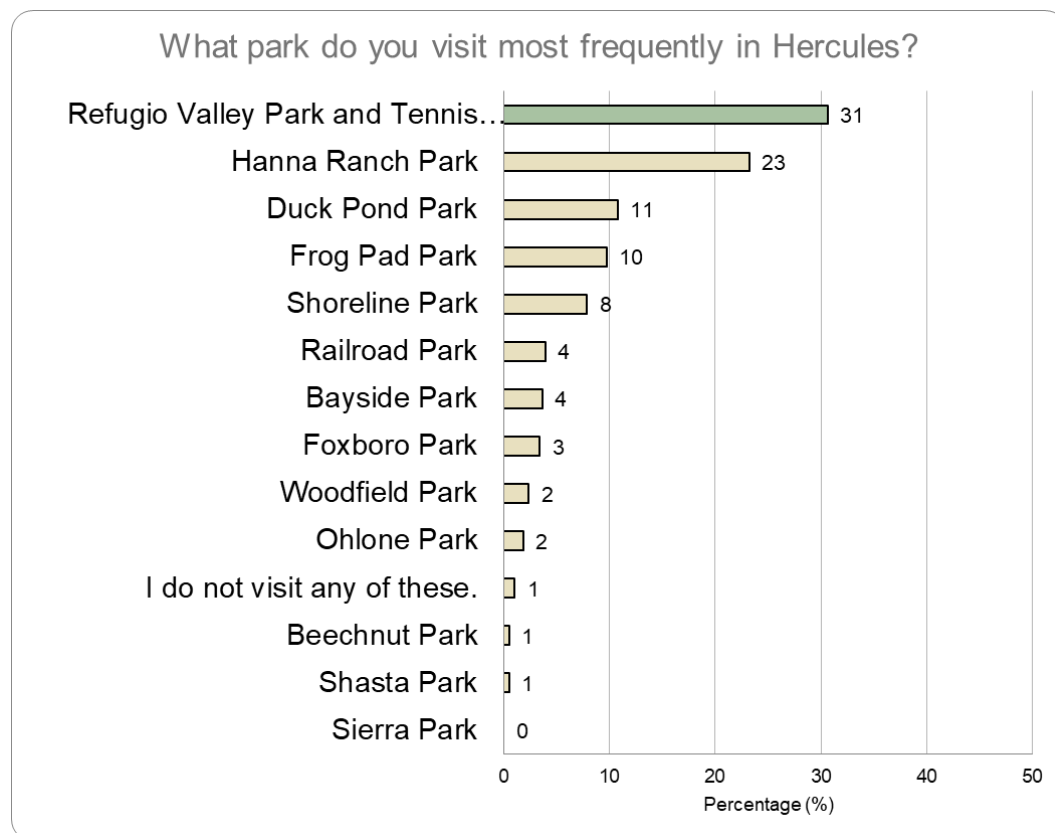 What park do you visit most frequently in Hercules?
Refugio Valley Park and Tennis… 31
Hanna Ranch Park 23
Duck Pond Park 11
Frog Pad Park 10
Shoreline Park 8
Railroad Park 4
Bayside Park 4
Foxboro Park 3
Woodfield Park 2
Ohlone Park 2
I do not visit any of these. 1
Beechnut Park 1
Shasta Park 1
Sierra Park 0
0 10 20 30 40 50
Percentage (%)